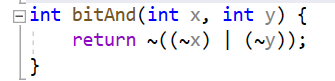 int bitAnd(int x, int y) {
    return ~((~x) | (~y));
}